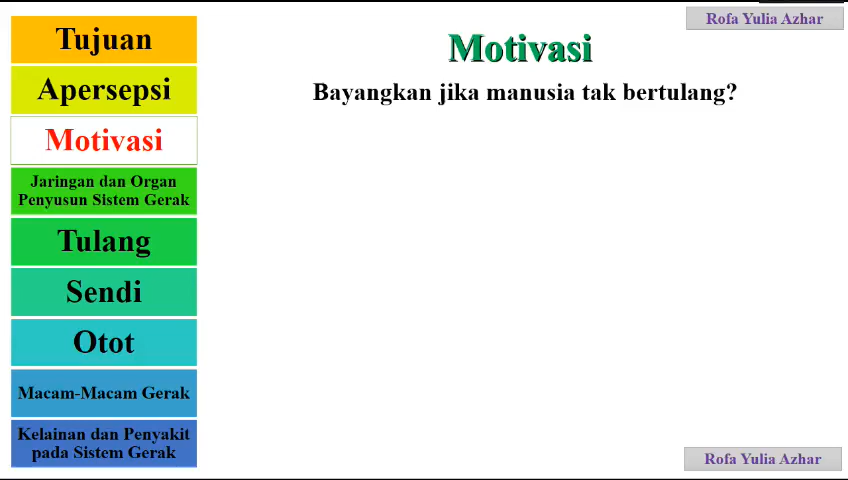 Rofa Yulia Azhar
Tujuan
Apersepsi
Motivasi
Jaringan dan Organ
Penyusun Sistem Gerak
Tulang
Sendi
Otot
Macam-Macam Gerak
Kelainan dan Penyakit
pada Sistem Gerak
Motivasi
Bayangkan jika manusia tak bertulang?
Rofa Yulia Azhar